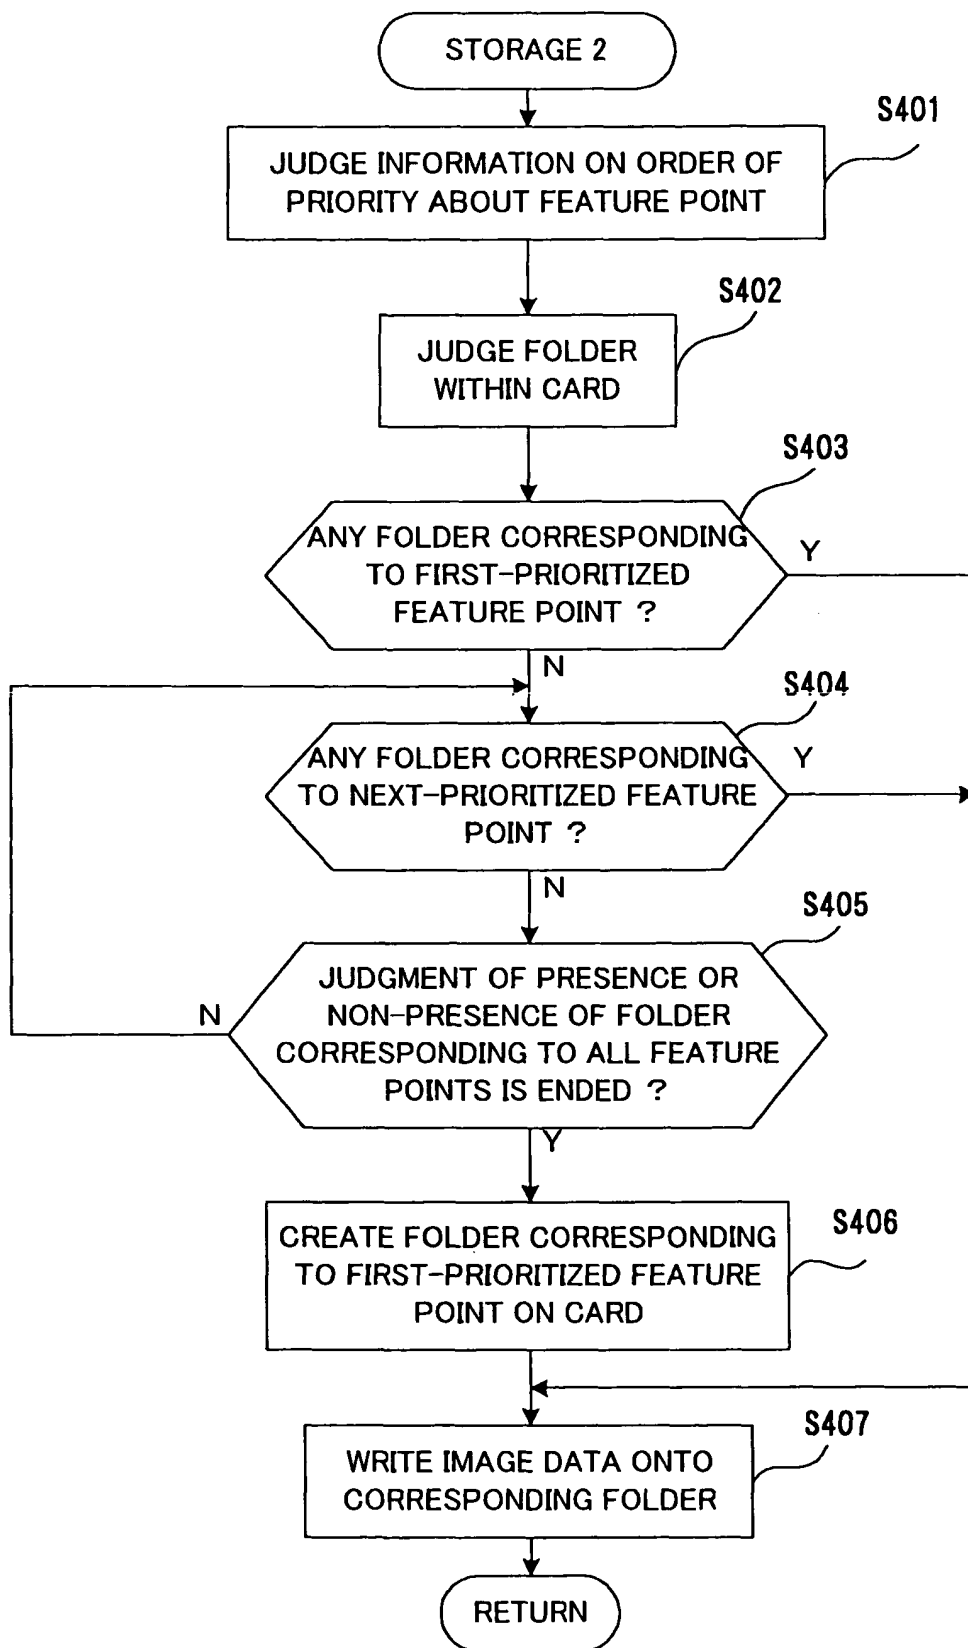 STORAGE 2
S401
JUDGE INFORMATION ON ORDER OF
PRIORITY ABOUT FEATURE POINT
S402
JUDGE FOLDER
WITHIN CARD
S403
ANY FOLDER CORRESPONDING
TO FIRST-PRIORITIZED
FEATURE POINT ?
Y
N
S404
ANY FOLDER CORRESPONDING
TO NEXT-PRIORITIZED FEATURE
POINT ?
Y
N
S405
JUDGMENT OF PRESENCE OR
NON-PRESENCE OF FOLDER
CORRESPONDING TO ALL FEATURE
POINTS IS ENDED ?
N
Y
S406
CREATE FOLDER CORRESPONDING
TO FIRST-PRIORITIZED FEATURE
POINT ON CARD
S407
WRITE IMAGE DATA ONTO
CORRESPONDING FOLDER
RETURN